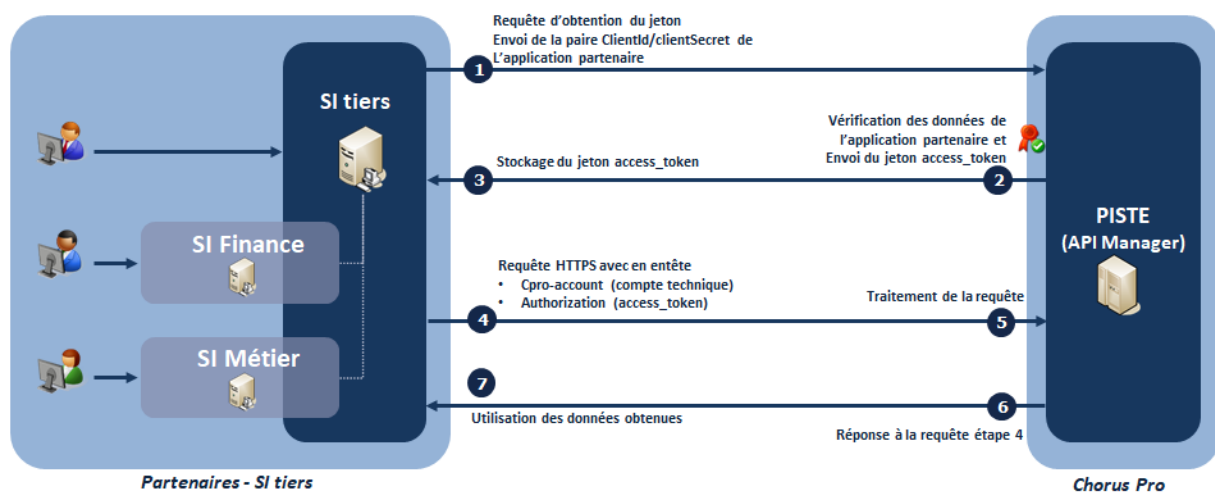 Requête d'obtention du jeton
Envoi de la paire ClientId/clientSecret de
L'application partenaire
1
SI tiers
Vérification des données de
l'application partenaire et
Envoi du jeton access_token
Stockage du jeton access_token
3
2
PISTE
(API Manager)
SI Finance
Requête HTTPS avec en entête
• Cpro-account (compte technique)
• Authorization (access_token)
Traitement de la requête
4
5
SI Métier
7
6
Utilisation des données obtenues
Réponse à la requête étape 4
Partenaires - SI tiers
Chorus Pro